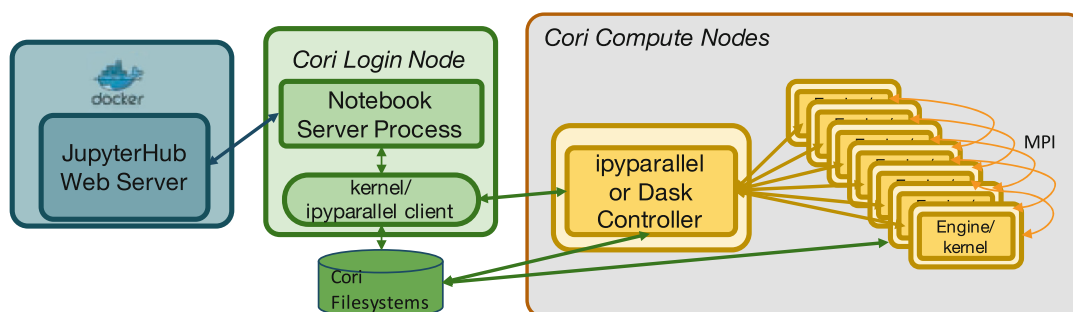 docker
JupyterHub
Web Server
Cori Login Node
Notebook
Server Process
kernel/
ipyparallel client
Cori
Filesystems
Cori Compute Nodes
ipyparallel
or Dask
Controller
MPI
Engine/
kernel